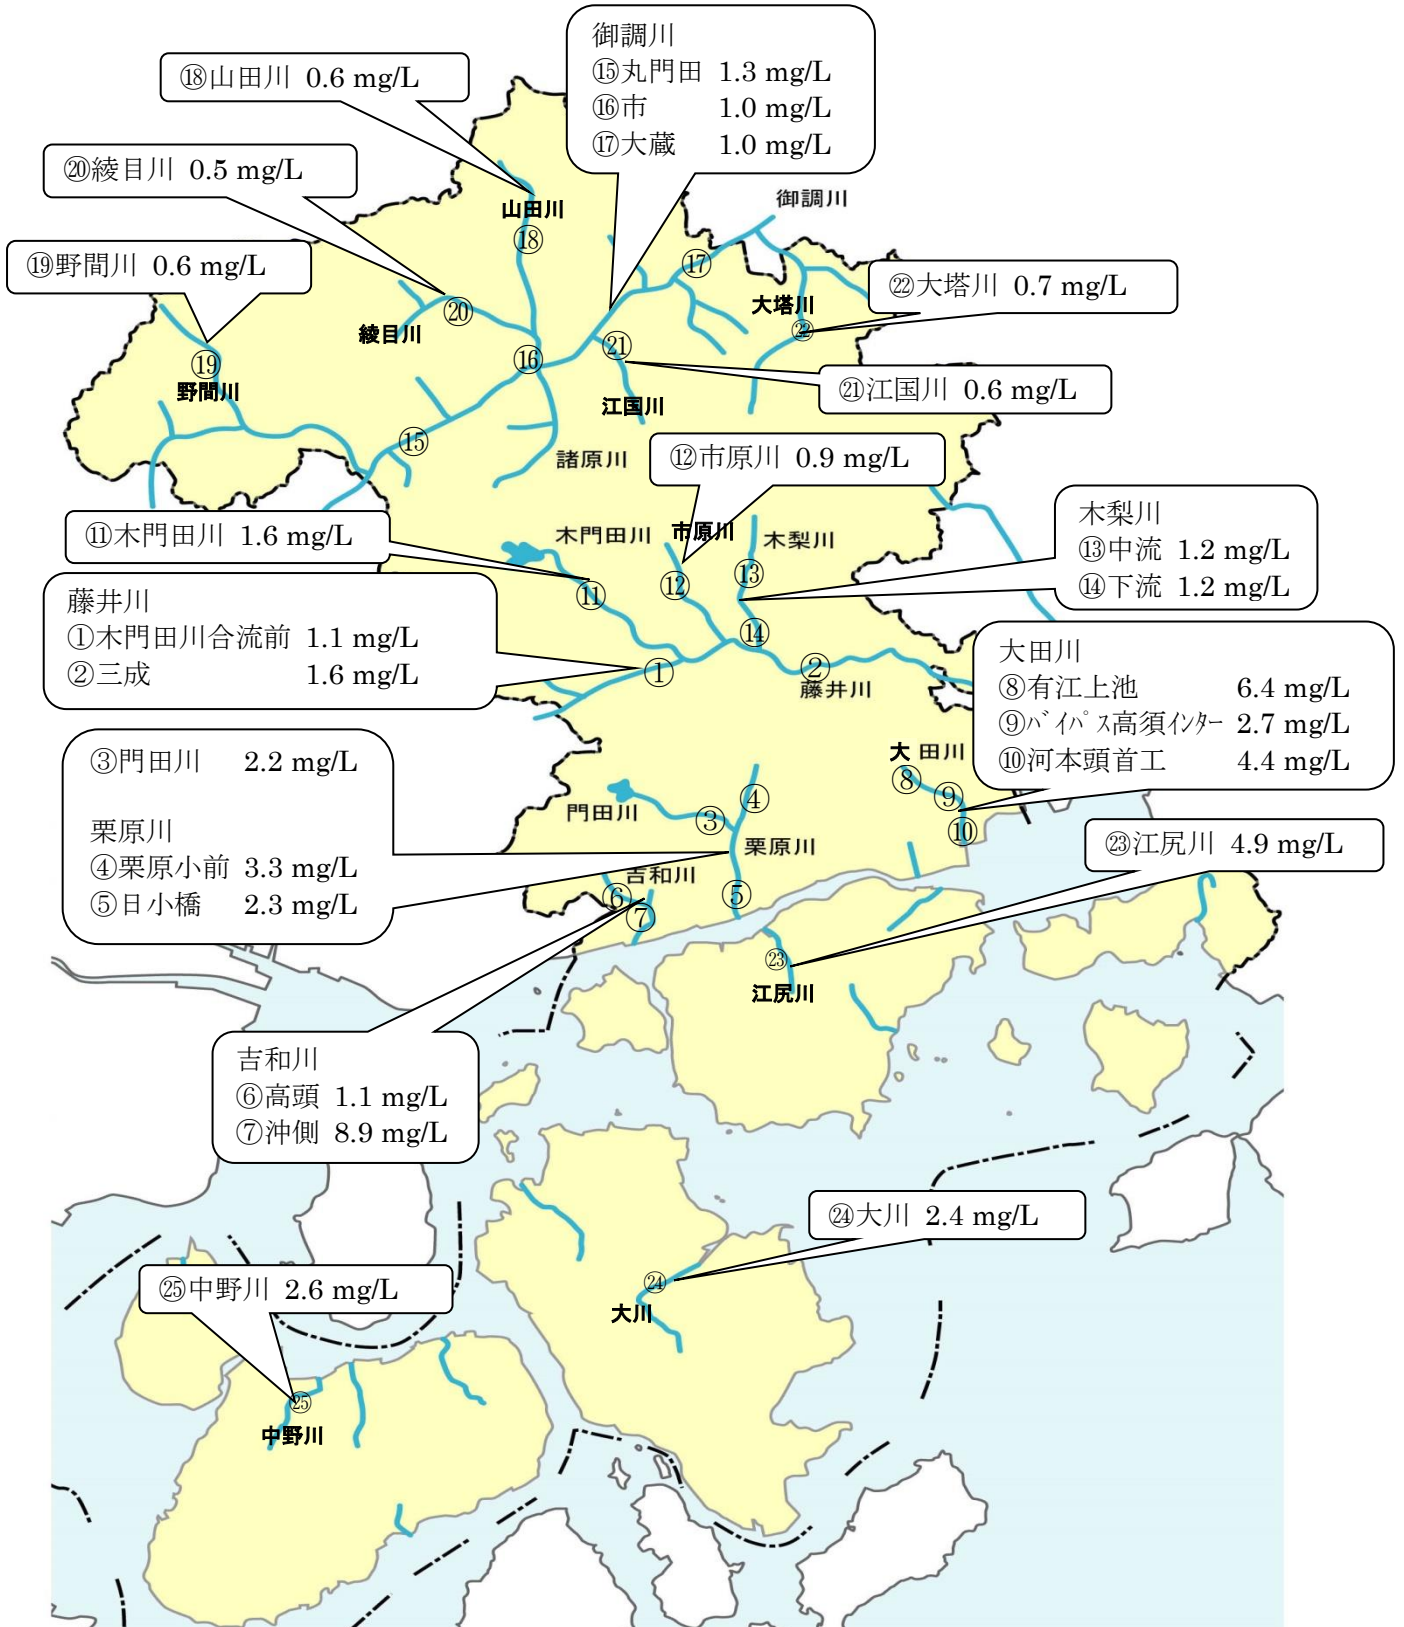 御調川
⑮丸門田 1.3 mg/L
⑯市 1.0 mg/L
⑰大蔵 1.0 mg/L
⑱山田川 0.6 mg/L
⑳綾目川 0.5 mg/L
⑲野間川 0.6 mg/L
御調川
山田川
⑱
⑰
㉒大塔川 0.7 mg/L
大塔川
㉒
⑳
綾目川
⑲
野間川
⑯
㉑
㉑江国川 0.6 mg/L
江国川
⑮
諸原川
⑫市原川 0.9 mg/L
⑪木門田川 1.6 mg/L
木門田川
市原川
木梨川
木梨川
⑬中流 1.2 mg/L
⑭下流 1.2 mg/L
⑪
⑫
⑬
⑭
藤井川
①木門田川合流前 1.1 mg/L
②三成 1.6 mg/L
①
②
藤井川
大田川
⑧有江上池 6.4 mg/L
⑨ﾊﾞｲﾊﾟｽ高須ｲﾝﾀｰ 2.7 mg/L
⑩河本頭首工 4.4 mg/L
③門田川 2.2 mg/L
栗原川
④栗原小前 3.3 mg/L
⑤日小橋 2.3 mg/L
大田川
⑧
⑨
⑩
門田川
③
④
栗原川
㉓江尻川 4.9 mg/L
吉和川
⑥
⑦
⑤
㉓
江尻川
吉和川
⑥高頭 1.1 mg/L
⑦沖側 8.9 mg/L
㉔大川 2.4 mg/L
㉔
大川
㉕中野川 2.6 mg/L
㉕
中野川